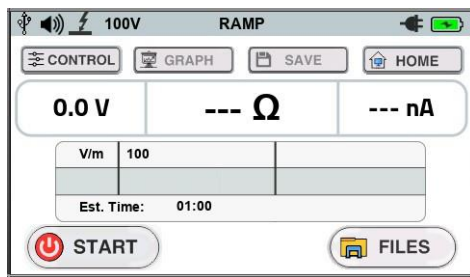 100V RAMP
CONTROL GRAPH SAVE HOME
0.0 V --- Ω --- nA
V/m 100
Est. Time: 01:00
START FILES